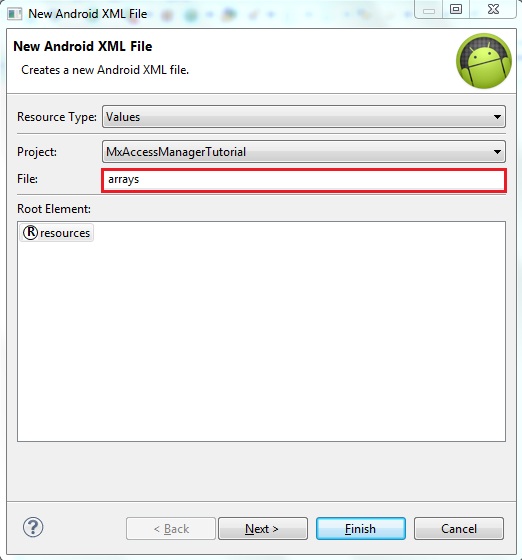 New Android XML File
New Android XML File
Creates a new Android XML file.
Resource Type: Values
Project: MxAccessManagerTutorial
File: arrays
Root Element:
R resources
? < Back Next > Finish Cancel